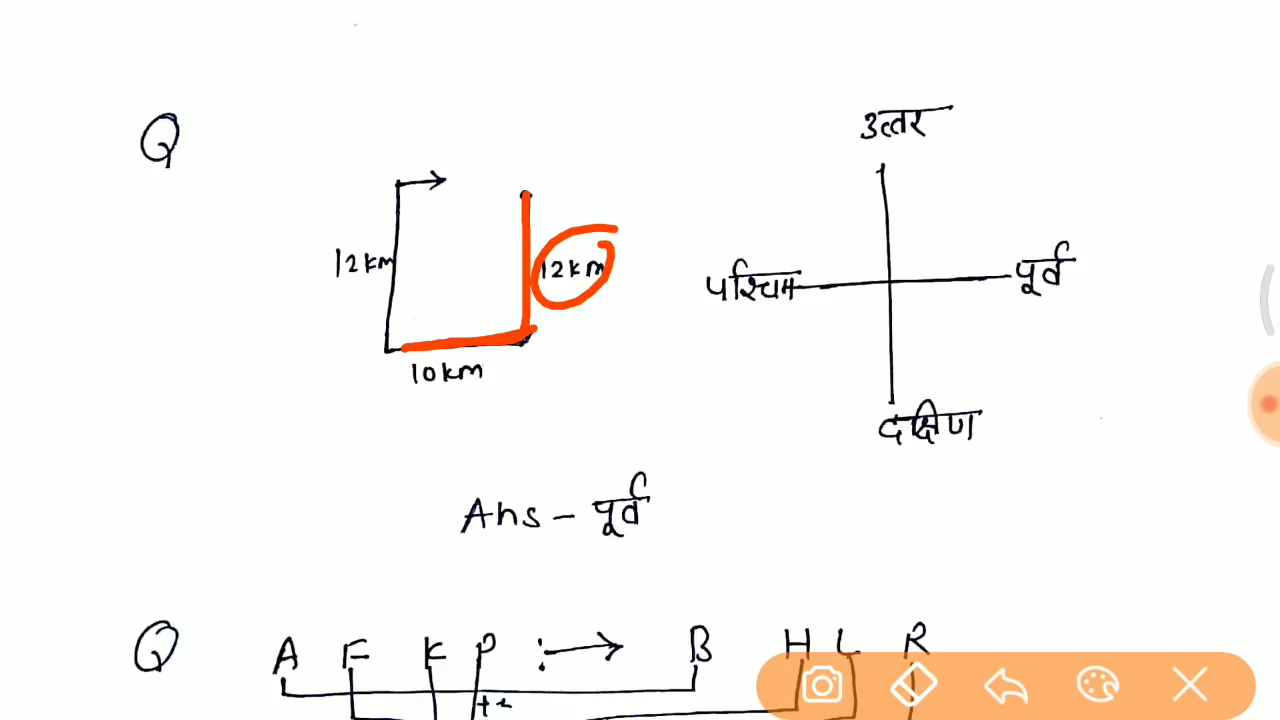 Q
उत्तर
12km
12km
पश्चिम
पूर्व
10km
दक्षिण
Ans - पूर्व
Q A F K P :→ B H L R